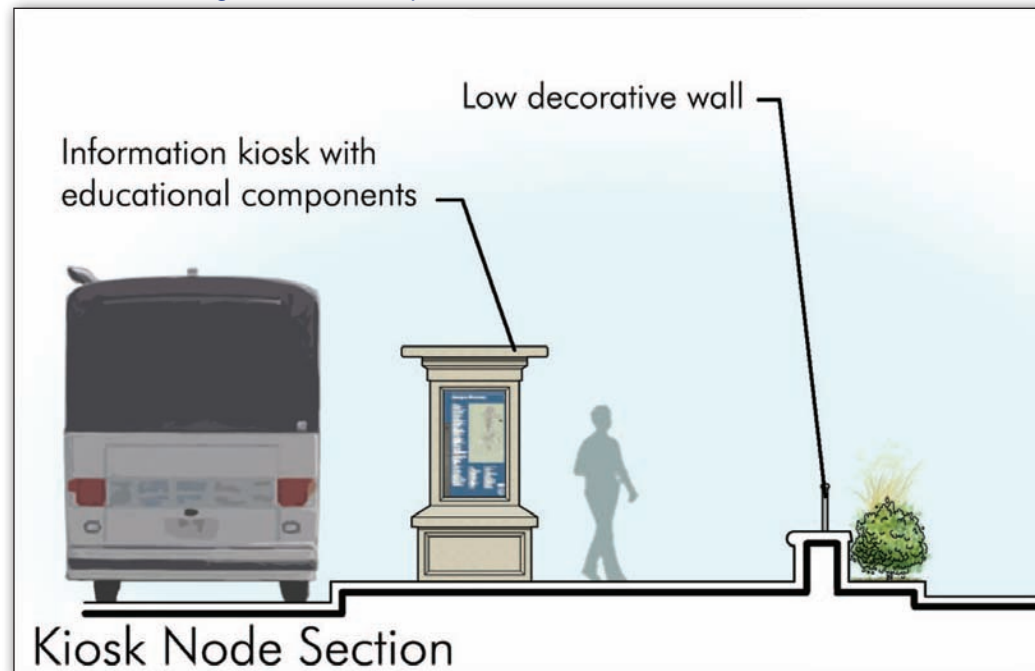 Low decorative wall
Information kiosk with
educational components
Kiosk Node Section